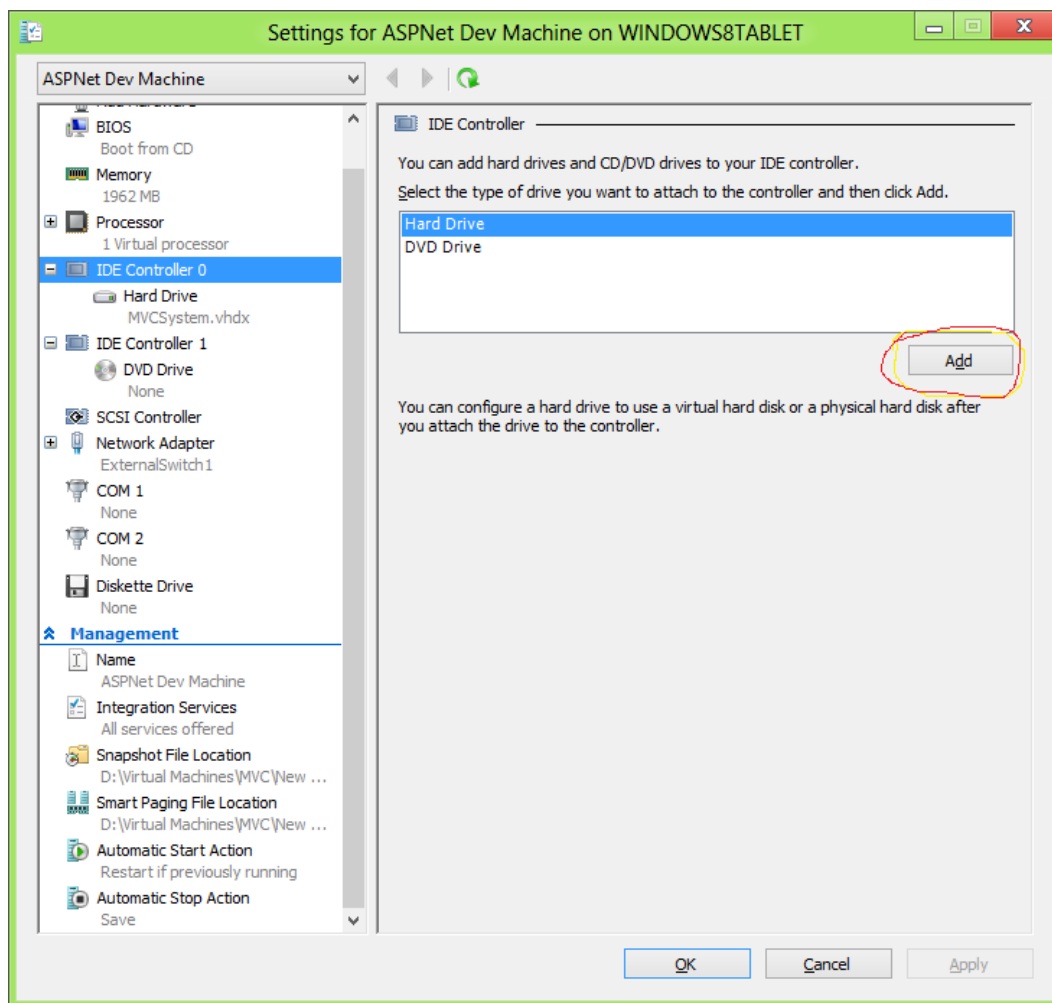 Settings for ASPNet Dev Machine on WINDOWS8TABLET
ASPNet Dev Machine
BIOS
Boot from CD
Memory
1962 MB
Processor
1 Virtual processor
IDE Controller 0
Hard Drive
MVCSystem.vhdx
IDE Controller 1
DVD Drive
None
SCSI Controller
Network Adapter
ExternalSwitch1
COM 1
None
COM 2
None
Diskette Drive
None
Management
Name
ASPNet Dev Machine
Integration Services
All services offered
Snapshot File Location
D:\Virtual Machines\MVC\New ...
Smart Paging File Location
D:\Virtual Machines\MVC\New ...
Automatic Start Action
Restart if previously running
Automatic Stop Action
Save
IDE Controller
You can add hard drives and CD/DVD drives to your IDE controller.
Select the type of drive you want to attach to the controller and then click Add.
Hard Drive
DVD Drive
Add
You can configure a hard drive to use a virtual hard disk or a physical hard disk after
you attach the drive to the controller.
OK
Cancel
Apply